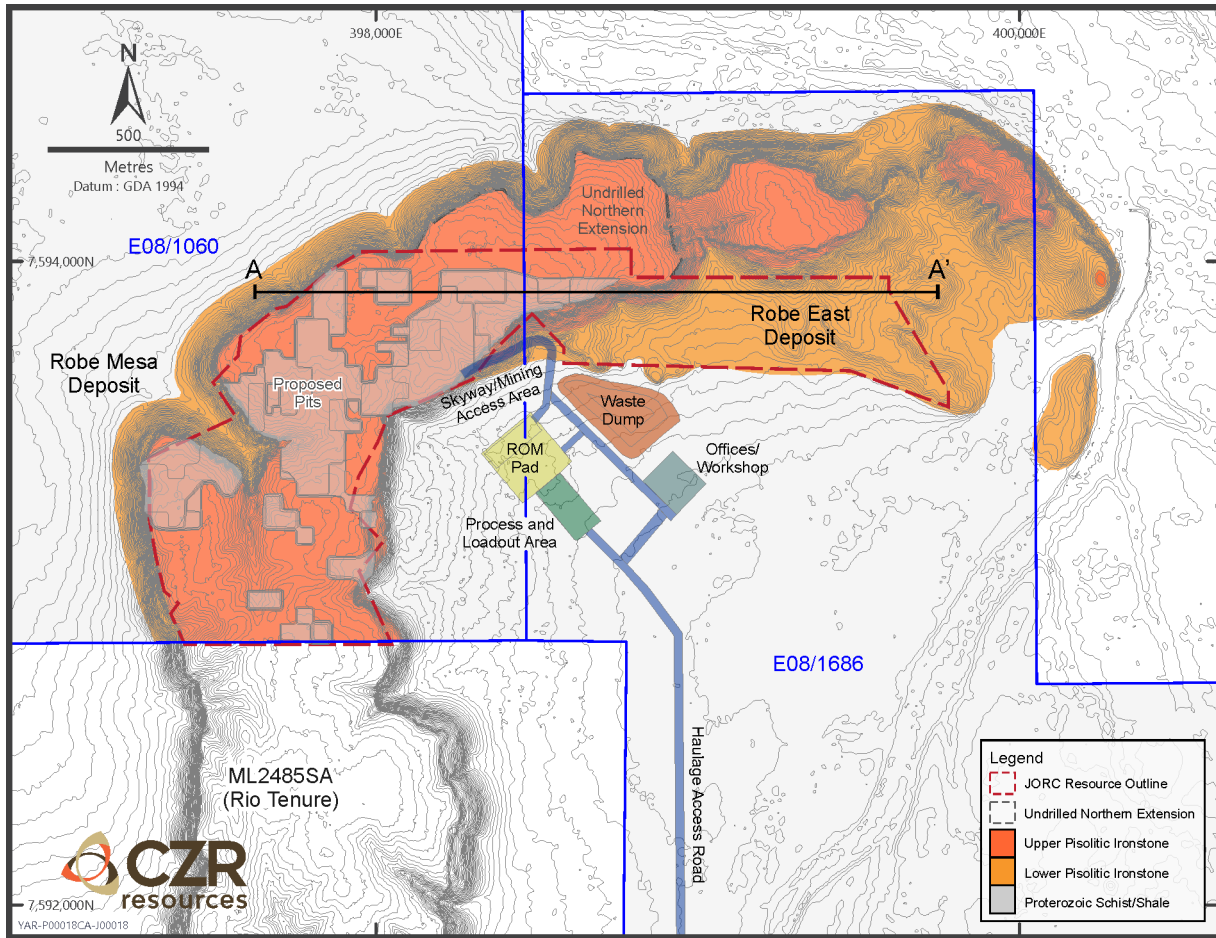 398,000E
400,000E
N
500
Metres
Datum : GDA 1994
E08/1060
7,594,000N
A
A'
Undrilled
Northern
Extension
Robe East
Deposit
Robe Mesa
Deposit
Proposed
Pits
Skyway/Mining
Access Area
Waste
Dump
ROM
Pad
Offices/
Workshop
Process and
Loadout Area
E08/1686
Haulage Access Road
ML2485SA
(Rio Tenure)
Legend
JORC Resource Outline
Undrilled Northern Extension
Upper Pisolitic Ironstone
Lower Pisolitic Ironstone
Proterozoic Schist/Shale
CZR
resources
7,592,000N
YAR-P00018CA-J00018